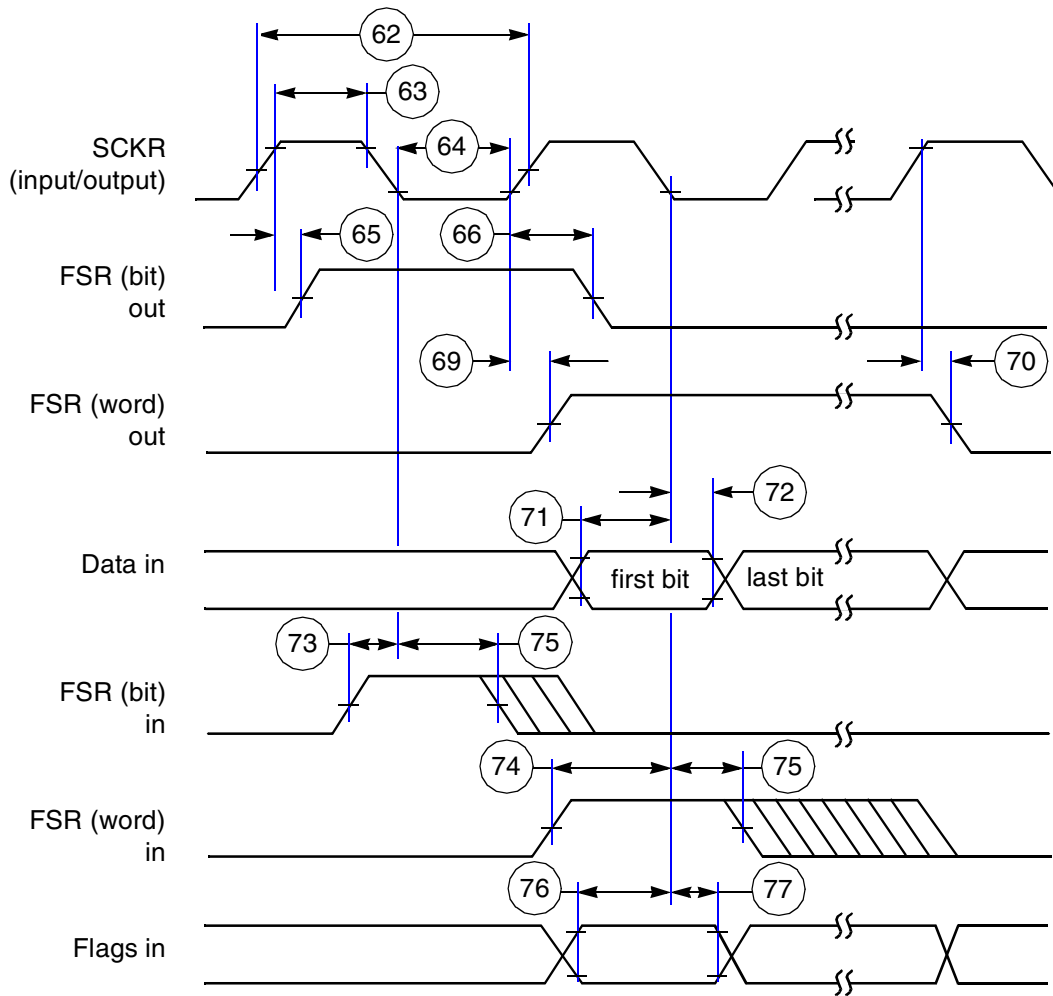 62
63
SCKR
(input/output)
64
65
66
FSR (bit)
out
69
70
FSR (word)
out
71
72
Data in
first bit
last bit
73
75
FSR (bit)
in
74
75
FSR (word)
in
76
77
Flags in